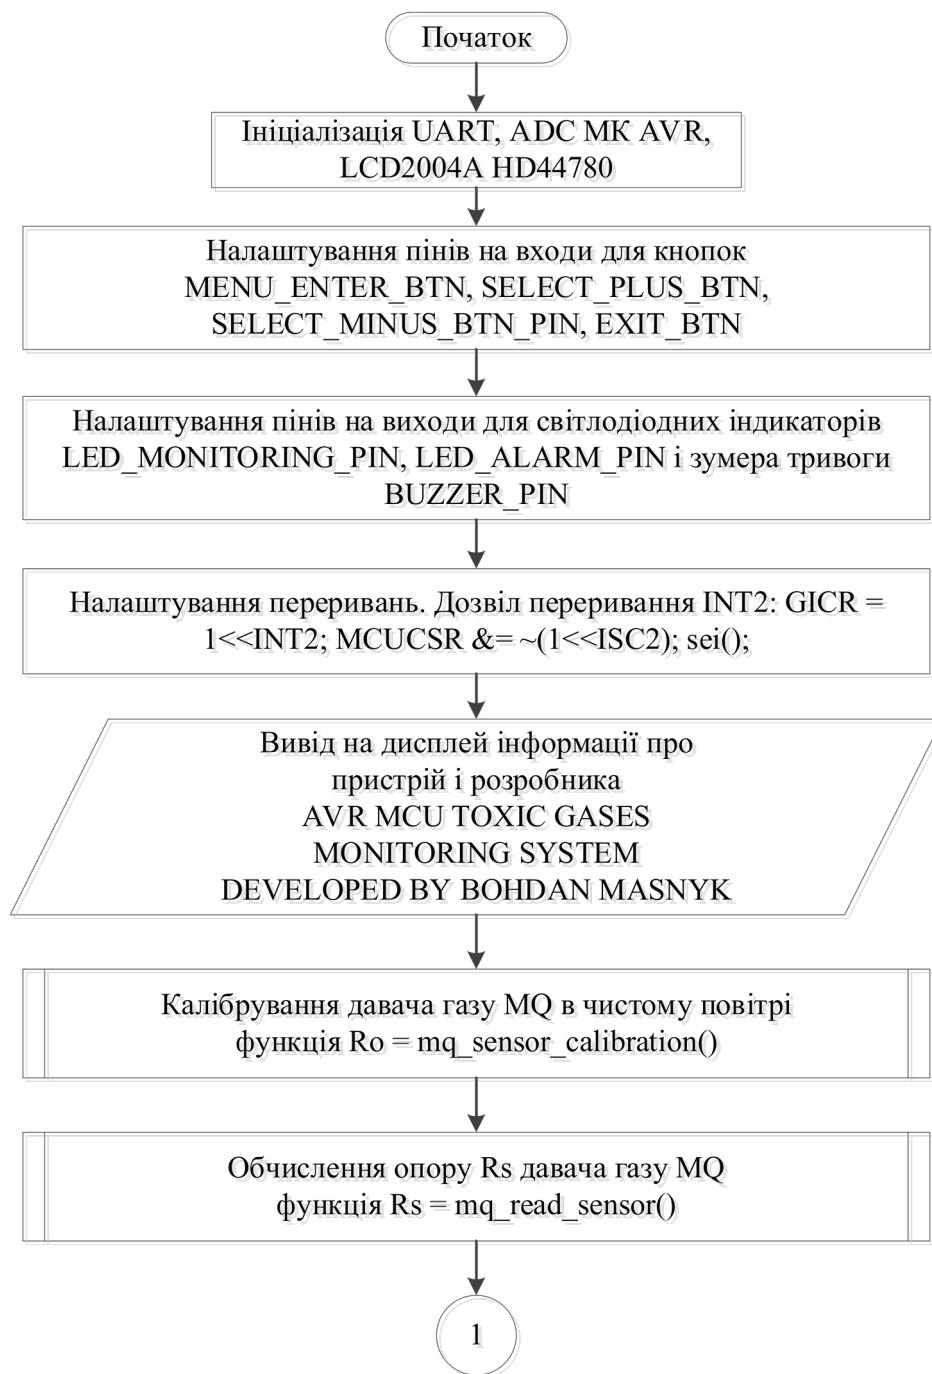 Початок
Ініціалізація UART, ADC МК AVR,
LCD2004A HD44780
Налаштування пінів на входи для кнопок
MENU_ENTER_BTN, SELECT_PLUS_BTN,
SELECT_MINUS_BTN_PIN, EXIT_BTN
Налаштування пінів на виходи для світлодіодних індикаторів
LED_MONITORING_PIN, LED_ALARM_PIN і зумера тривоги
BUZZER_PIN
Налаштування переривань. Дозвіл переривання INT2: GICR =
1<<INT2; MCUCSR &= ~(1<<ISC2); sei();
Вивід на дисплей інформації про
пристрій і розробника
AVR MCU TOXIC GASES
MONITORING SYSTEM
DEVELOPED BY BOHDAN MASNYK
Калібрування давача газу MQ в чистому повітрі
функція Ro = mq_sensor_calibration()
Обчислення опору Rs давача газу MQ
функція Rs = mq_read_sensor()
1